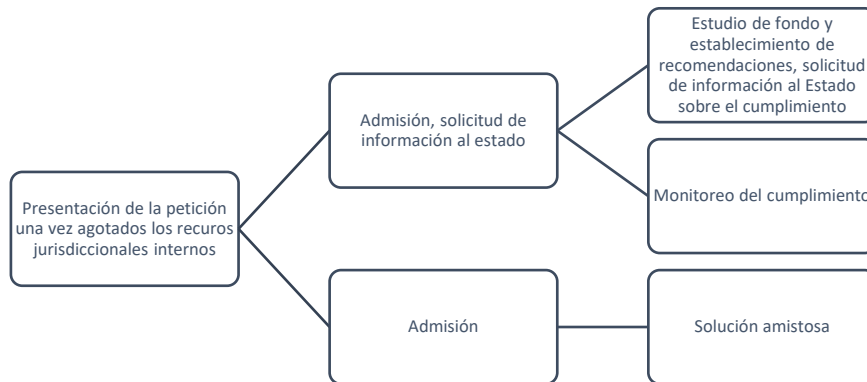 Presentación de la petición
una vez agotados los recuros
jurisdiccionales internos
Admisión, solicitud de
información al estado
Estudio de fondo y
establecimiento de
recomendaciones, solicitud
de información al Estado
sobre el cumplimiento
Monitoreo del cumplimiento
Admisión
Solución amistosa